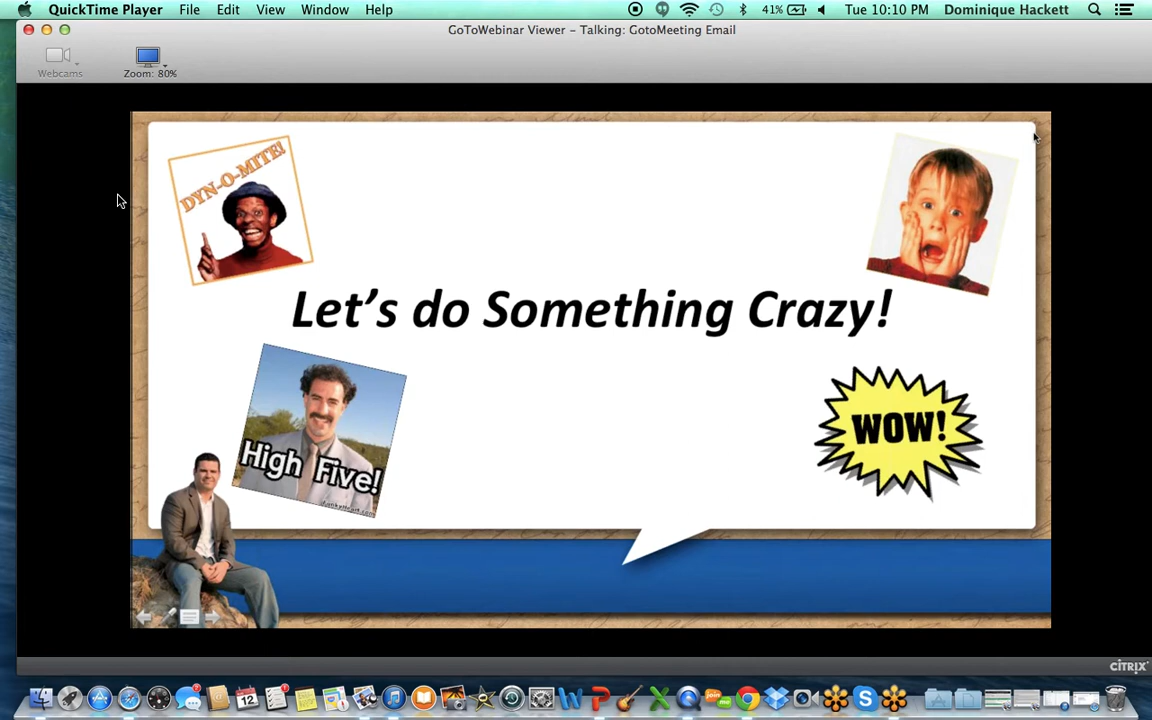 QuickTime Player File Edit View Window Help 41% Tue 10:10 PM Dominique Hackett
GoToWebinar Viewer – Talking: GotoMeeting Email
Webcams Zoom: 80%
DYN-O-MITE!
Let's do Something Crazy!
High Five!
WOW!
CITRIX